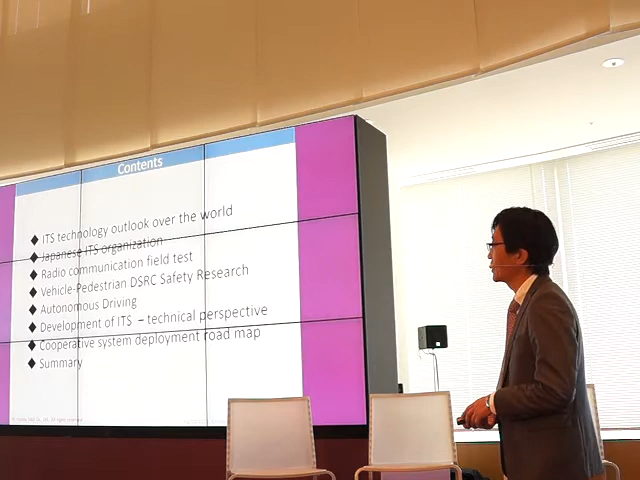 Contents
◆ ITS technology outlook over the world
◆ Japanese ITS organization
◆ Radio communication field test
◆ Vehicle-Pedestrian DSRC Safety Research
◆ Autonomous Driving
◆ Development of ITS – technical perspective
◆ Cooperative system deployment road map
◆ Summary